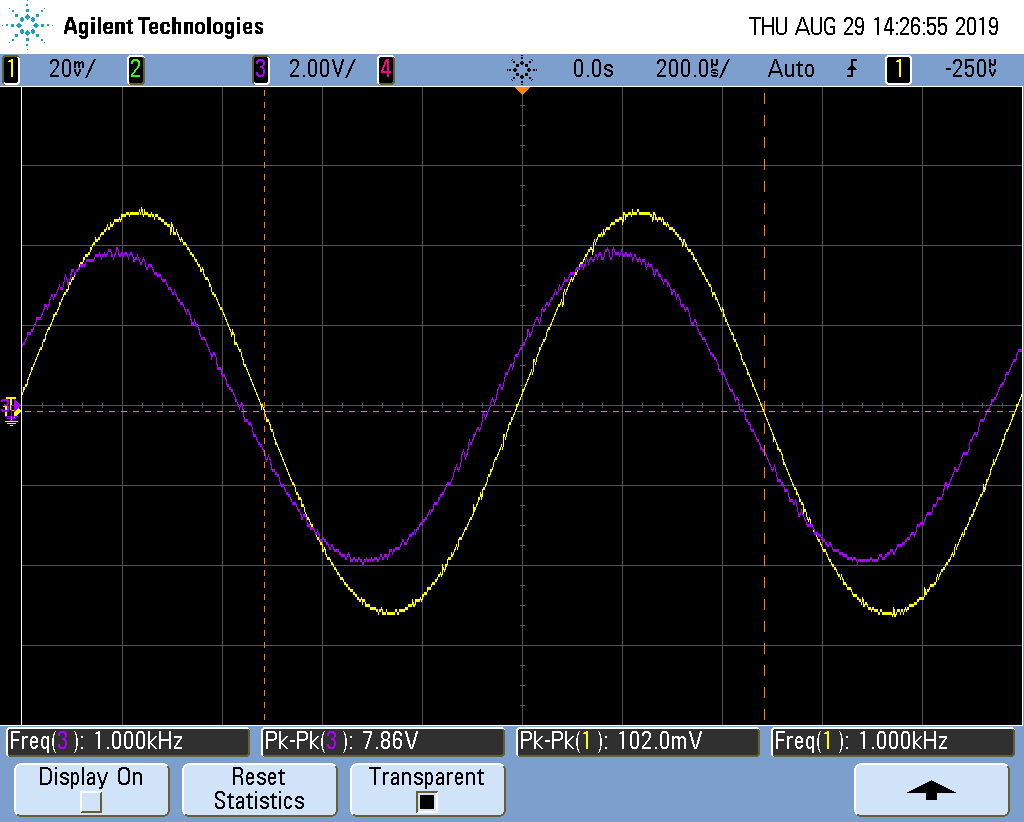 Agilent Technologies THU AUG 29 14:26:55 2019
1 20mV/ 2 3 2.00V/ 4 0.0s 200.0µs/ Auto 1 -250µV
Freq(3): 1.000kHz Pk-Pk(3): 7.86V Pk-Pk(1): 102.0mV Freq(1): 1.000kHz
Display On Reset Transparent
Statistics